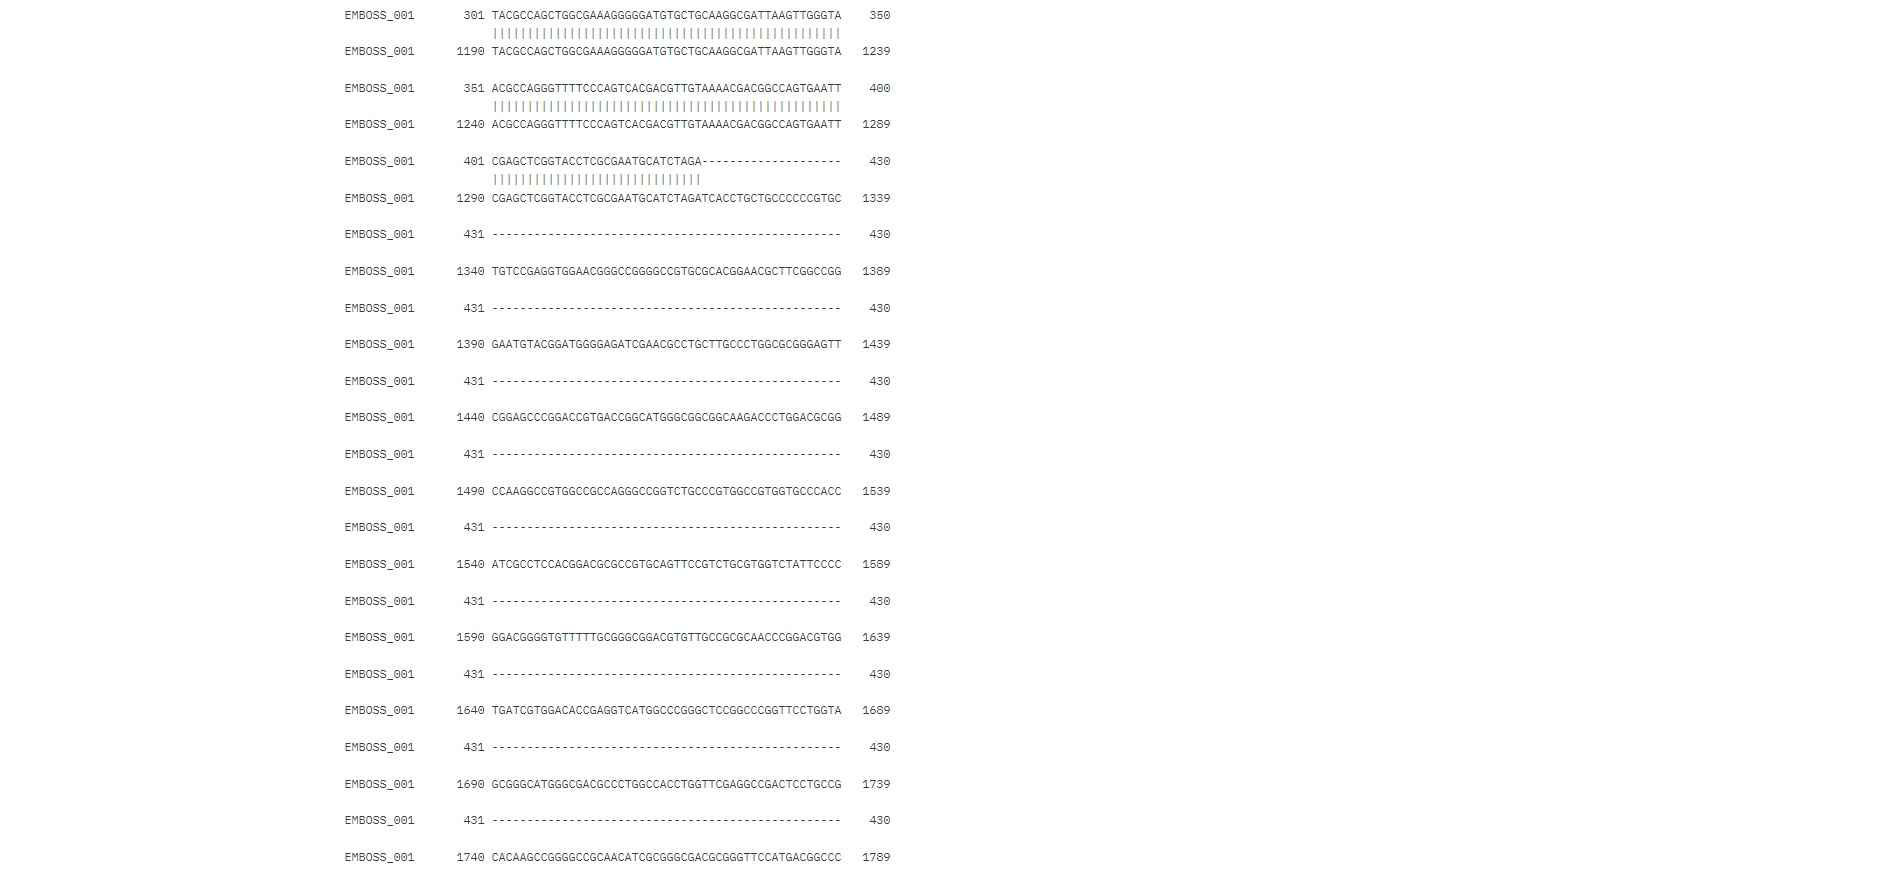 EMBOSS_001 301 TACGCCAGCTGGCGAAAGGGGGATGTGCTGCAAGGCGATTAAGTTGGGTA 350
||||||||||||||||||||||||||||||||||||||||||||||||||
EMBOSS_001 1190 TACGCCAGCTGGCGAAAGGGGGATGTGCTGCAAGGCGATTAAGTTGGGTA 1239
EMBOSS_001 351 ACGCCAGGGTTTTCCCAGTCACGACGTTGTAAAACGACGGCCAGTGAATT 400
||||||||||||||||||||||||||||||||||||||||||||||||||
EMBOSS_001 1240 ACGCCAGGGTTTTCCCAGTCACGACGTTGTAAAACGACGGCCAGTGAATT 1289
EMBOSS_001 401 CGAGCTCGGTACCTCGCGAATGCATCTAGA-------------------- 430
||||||||||||||||||||||||||||||
EMBOSS_001 1290 CGAGCTCGGTACCTCGCGAATGCATCTAGATCACCTGCTGCCCCCCGTGC 1339
EMBOSS_001 431 -------------------------------------------------- 430
EMBOSS_001 1340 TGTCCGAGGTGGAACGGGCCGGGGCCGTGCGCACGGAACGCTTCGGCCGG 1389
EMBOSS_001 431 -------------------------------------------------- 430
EMBOSS_001 1390 GAATGTACGGATGGGGAGATCGAACGCCTGCTTGCCCTGGCGCGGGAGTT 1439
EMBOSS_001 431 -------------------------------------------------- 430
EMBOSS_001 1440 CGGAGCCCGGACCGTGACCGGCATGGGCGGCGGCAAGACCCTGGACGCGG 1489
EMBOSS_001 431 -------------------------------------------------- 430
EMBOSS_001 1490 CCAAGGCCGTGGCCGCCAGGGCCGGTCTGCCCGTGGCCGTGGTGCCCACC 1539
EMBOSS_001 431 -------------------------------------------------- 430
EMBOSS_001 1540 ATCGCCTCCACGGACGCGCCGTGCAGTTCCGTCTGCGTGGTCTATTCCCC 1589
EMBOSS_001 431 -------------------------------------------------- 430
EMBOSS_001 1590 GGACGGGGTGTTTTTGCGGGCGGACGTGTTGCCGCGCAACCCGGACGTGG 1639
EMBOSS_001 431 -------------------------------------------------- 430
EMBOSS_001 1640 TGATCGTGGACACCGAGGTCATGGCCCGGGCTCCGGCCCGGTTCCTGGTA 1689
EMBOSS_001 431 -------------------------------------------------- 430
EMBOSS_001 1690 GCGGGCATGGGCGACGCCCTGGCCACCTGGTTCGAGGCCGACTCCTGCCG 1739
EMBOSS_001 431 -------------------------------------------------- 430
EMBOSS_001 1740 CACAAGCCGGGGCCGCAACATCGCGGGCGACGCGGGTTCCATGACGGCCC 1789